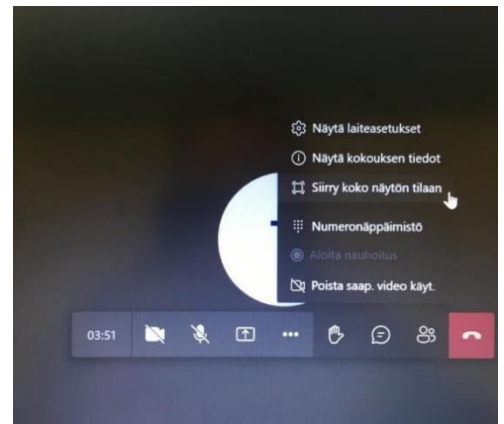 Näytä laiteasetukset
Näytä kokouksen tiedot
Siirry koko näytön tilaan
Numeronäppäimistö
Aloita nauhoitus
Poista saap. video käyt.
03:51